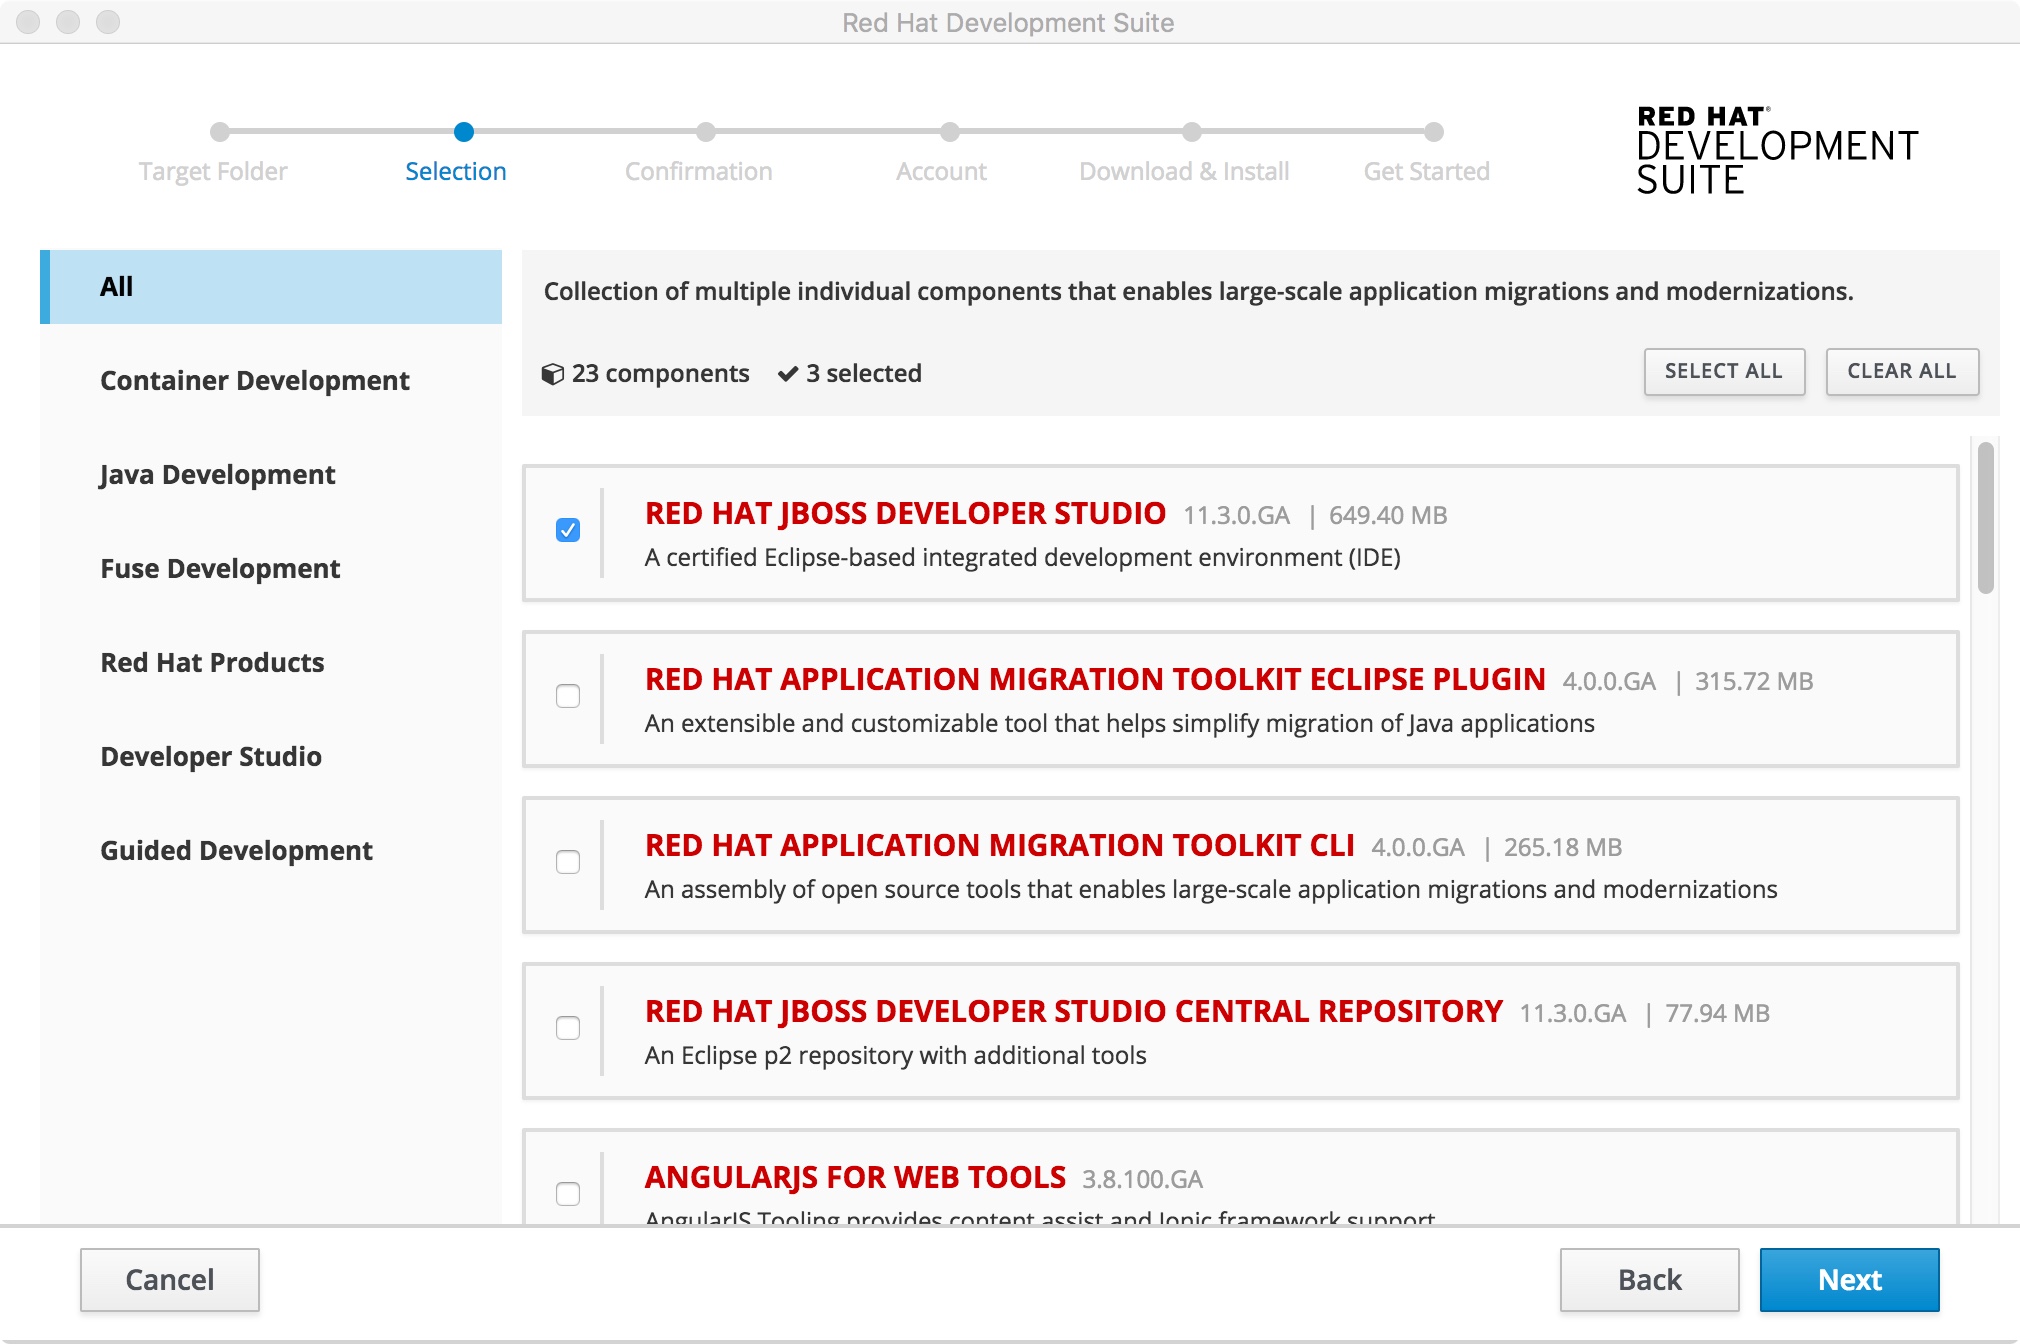 Red Hat Development Suite
Target Folder
Selection
Confirmation
Account
Download & Install
Get Started
RED HAT®
DEVELOPMENT
SUITE
All
Container Development
Java Development
Fuse Development
Red Hat Products
Developer Studio
Guided Development
Collection of multiple individual components that enables large-scale application migrations and modernizations.
23 components 3 selected
SELECT ALL
CLEAR ALL
RED HAT JBOSS DEVELOPER STUDIO 11.3.0.GA | 649.40 MB
A certified Eclipse-based integrated development environment (IDE)
RED HAT APPLICATION MIGRATION TOOLKIT ECLIPSE PLUGIN 4.0.0.GA | 315.72 MB
An extensible and customizable tool that helps simplify migration of Java applications
RED HAT APPLICATION MIGRATION TOOLKIT CLI 4.0.0.GA | 265.18 MB
An assembly of open source tools that enables large-scale application migrations and modernizations
RED HAT JBOSS DEVELOPER STUDIO CENTRAL REPOSITORY 11.3.0.GA | 77.94 MB
An Eclipse p2 repository with additional tools
ANGULARJS FOR WEB TOOLS 3.8.100.GA
AngularJS Tooling provides content assist and Ionic framework support
Cancel
Back
Next